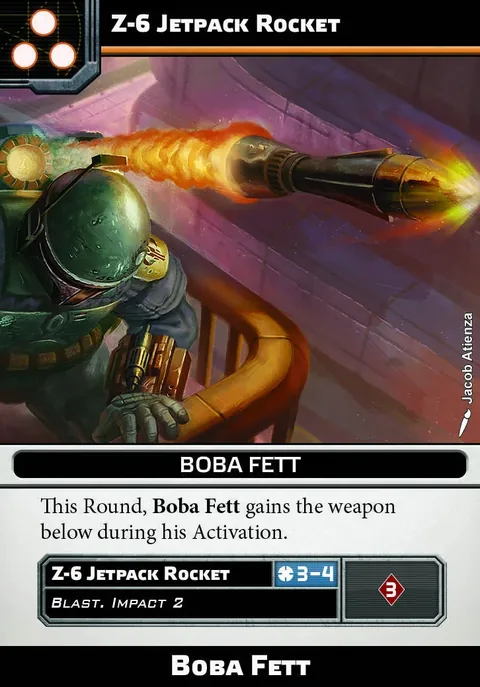 Z-6 Jetpack Rocket
Jacob Atienza
BOBA FETT
This Round, Boba Fett gains the weapon
below during his Activation.
Z-6 Jetpack Rocket 3-4
Blast, Impact 2
3
Boba Fett